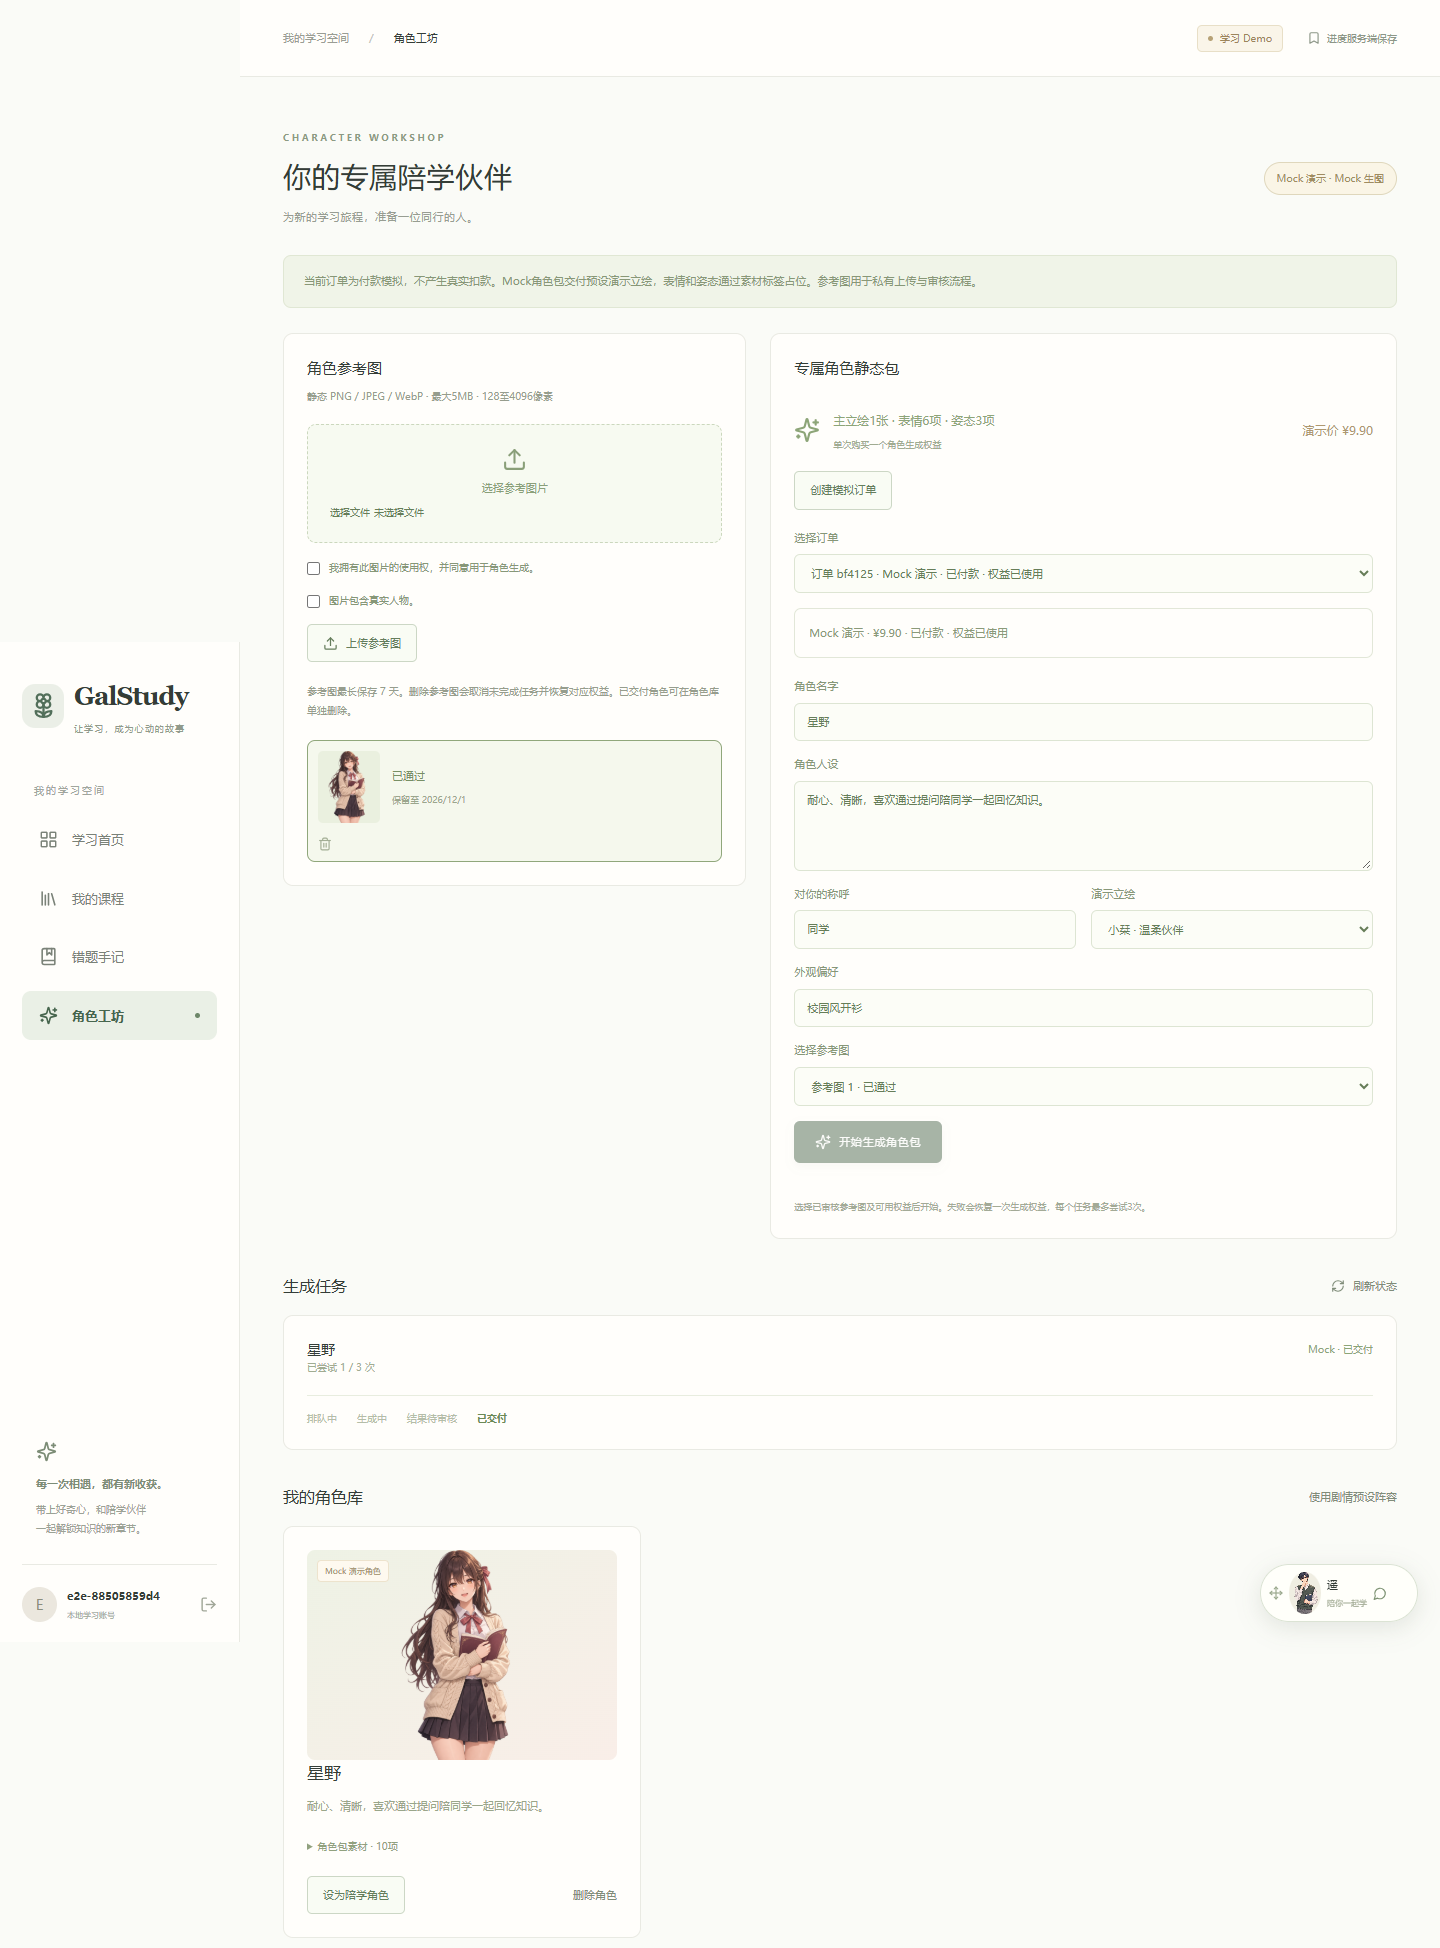 我的学习空间 / 角色工坊
学习 Demo
进度服务端保存
CHARACTER WORKSHOP
你的专属陪学伙伴
为新的学习旅程，准备一位同行的人。
Mock 演示 · Mock 生图
当前订单为付款模拟，不产生真实扣款。Mock角色包交付预设演示立绘，表情和姿态通过素材标签占位。参考图用于私有上传与审核流程。
角色参考图
静态 PNG / JPEG / WebP · 最大5MB · 128至4096像素
选择参考图片
选择文件 未选择文件
我拥有此图片的使用权，并同意用于角色生成。
图片包含真实人物。
上传参考图
参考图最长保存 7 天。删除参考图会取消未完成任务并恢复对应权益。已交付角色可在角色库
单独删除。
已通过
保留至 2026/12/1
专属角色静态包
主立绘1张 · 表情6项 · 姿态3项
单次购买一个角色生成权益
演示价 ¥9.90
创建模拟订单
选择订单
订单 bf4125 · Mock 演示 · 已付款 · 权益已使用
Mock 演示 · ¥9.90 · 已付款 · 权益已使用
角色名字
星野
角色人设
耐心、清晰，喜欢通过提问陪同学一起回忆知识。
对你的称呼
同学
演示立绘
小栞 · 温柔伙伴
外观偏好
校园风开衫
选择参考图
参考图 1 · 已通过
开始生成角色包
选择已审核参考图及可用权益后开始。失败会恢复一次生成权益，每个任务最多尝试3次。
GalStudy
让学习，成为心动的故事
我的学习空间
学习首页
我的课程
错题手记
角色工坊
每一次相遇，都有新收获。
带上好奇心，和陪学伙伴
一起解锁知识的新章节。
E
e2e-88505859d4
本地学习账号
生成任务
刷新状态
星野
已尝试 1 / 3 次
Mock · 已交付
排队中 生成中 结果待审核 已交付
我的角色库
使用剧情预设阵容
Mock 演示角色
星野
耐心、清晰，喜欢通过提问陪同学一起回忆知识。
角色包素材 · 10项
设为陪学角色
删除角色
遥
陪你一起学